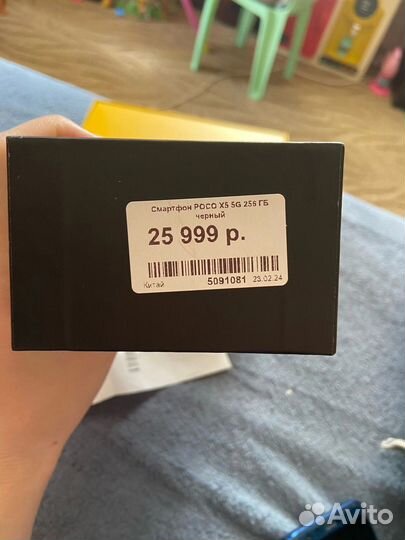 Смартфон POCO X5 5G 256 ГБ
черный
25 999 р.
Китай 5091081 23.02.24
Avito